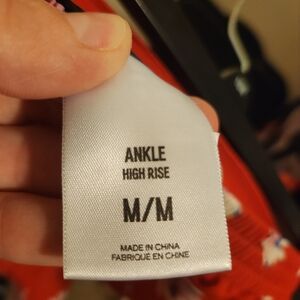 ANKLE
HIGH RISE
M/M
MADE IN CHINA
FABRIQUÉ EN CHINE